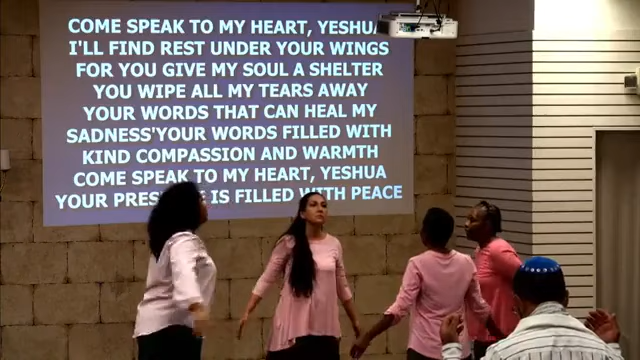 COME SPEAK TO MY HEART, YESHUA
I'LL FIND REST UNDER YOUR WINGS
FOR YOU GIVE MY SOUL A SHELTER
YOU WIPE ALL MY TEARS AWAY
YOUR WORDS THAT CAN HEAL MY
SADNESS'YOUR WORDS FILLED WITH
KIND COMPASSION AND WARMTH
COME SPEAK TO MY HEART, YESHUA
YOUR PRESENCE IS FILLED WITH PEACE